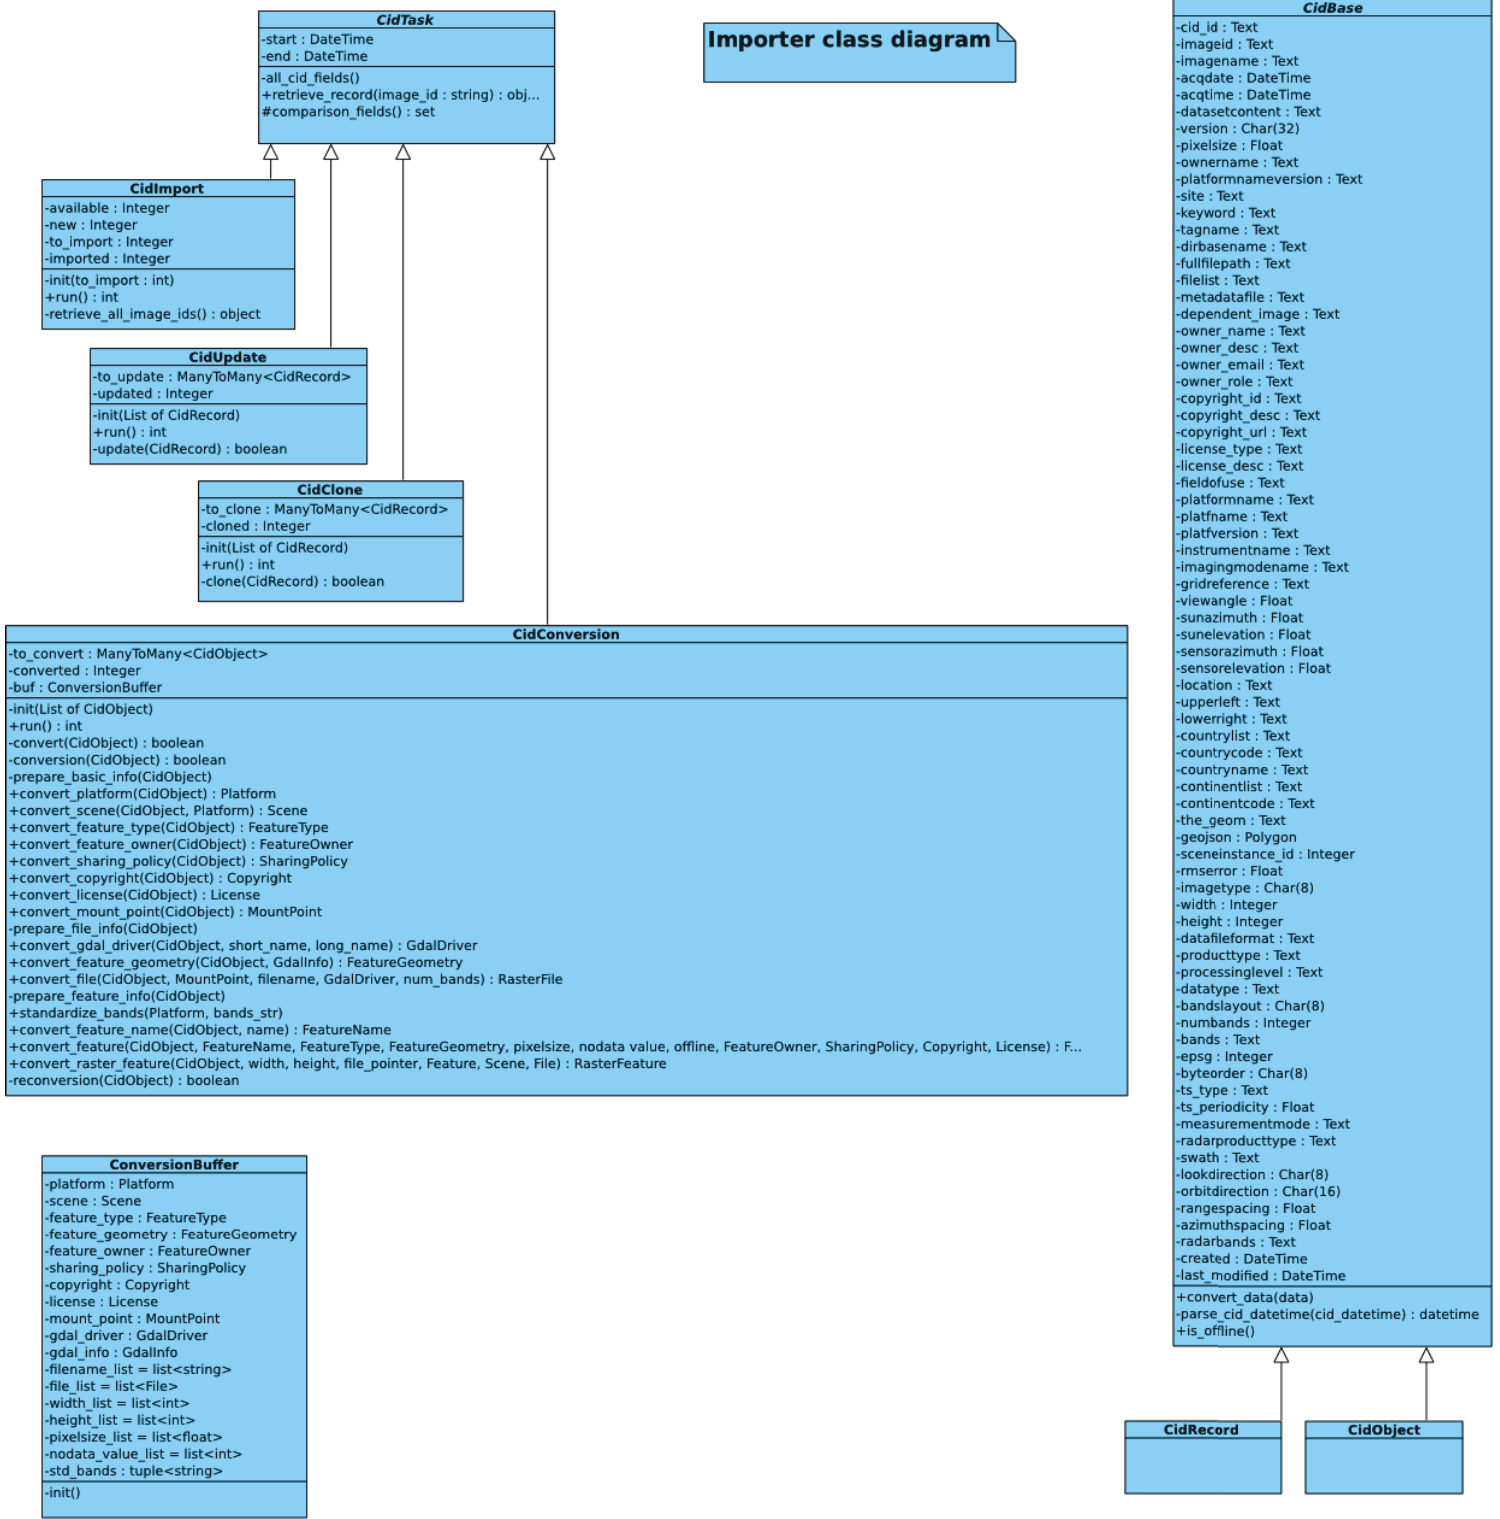 CidTask
-start : DateTime
-end : DateTime
-all_cid_fields()
+retrieve_record(image_id : string) : obj...
#comparison_fields() : set
Importer class diagram
CidImport
-available : Integer
-new : Integer
-to_import : Integer
-imported : Integer
-init(to_import : int)
+run() : int
-retrieve_all_image_ids() : object
CidUpdate
-to_update : ManyToMany<CidRecord>
-updated : Integer
-init(List of CidRecord)
+run() : int
-update(CidRecord) : boolean
CidClone
-to_clone : ManyToMany<CidRecord>
-cloned : Integer
-init(List of CidRecord)
+run() : int
-clone(CidRecord) : boolean
CidConversion
-to_convert : ManyToMany<CidObject>
-converted : Integer
-buf : ConversionBuffer
-init(List of CidObject)
+run() : int
-convert(CidObject) : boolean
-conversion(CidObject) : boolean
-prepare_basic_info(CidObject)
+convert_platform(CidObject) : Platform
+convert_scene(CidObject, Platform) : Scene
+convert_feature_type(CidObject) : FeatureType
+convert_feature_owner(CidObject) : FeatureOwner
+convert_sharing_policy(CidObject) : SharingPolicy
+convert_copyright(CidObject) : Copyright
+convert_license(CidObject) : License
+convert_mount_point(CidObject) : MountPoint
-prepare_file_info(CidObject)
+convert_gdal_driver(CidObject, short_name, long_name) : GdalDriver
+convert_feature_geometry(CidObject, GdalInfo) : FeatureGeometry
+convert_file(CidObject, MountPoint, filename, GdalDriver, num_bands) : RasterFile
-prepare_feature_info(CidObject)
+standardize_bands(Platform, bands_str)
+convert_feature_name(CidObject, name) : FeatureName
+convert_feature(CidObject, FeatureName, FeatureType, FeatureGeometry, pixelsize, nodata value, offline, FeatureOwner, SharingPolicy, Copyright, License) : F...
+convert_raster_feature(CidObject, width, height, file_pointer, Feature, Scene, File) : RasterFeature
-reconversion(CidObject) : boolean
ConversionBuffer
-platform : Platform
-scene : Scene
-feature_type : FeatureType
-feature_geometry : FeatureGeometry
-feature_owner : FeatureOwner
-sharing_policy : SharingPolicy
-copyright : Copyright
-license : License
-mount_point : MountPoint
-gdal_driver : GdalDriver
-gdal_info : GdalInfo
-filename_list = list<string>
-file_list = list<File>
-width_list = list<int>
-height_list = list<int>
-pixelsize_list = list<float>
-nodata_value_list = list<int>
-std_bands : tuple<string>
-init()
CidBase
-cid_id : Text
-imageid : Text
-imagename : Text
-acqdate : DateTime
-acqtime : DateTime
-datasetcontent : Text
-version : Char(32)
-pixelsize : Float
-ownername : Text
-platformnameversion : Text
-site : Text
-keyword : Text
-tagname : Text
-dirbasename : Text
-fullfilepath : Text
-filelist : Text
-metadatafile : Text
-dependent_image : Text
-owner_name : Text
-owner_desc : Text
-owner_email : Text
-owner_role : Text
-copyright_id : Text
-copyright_desc : Text
-copyright_url : Text
-license_type : Text
-license_desc : Text
-fieldofuse : Text
-platformname : Text
-platfname : Text
-platfversion : Text
-instrumentname : Text
-imagingmodename : Text
-gridreference : Text
-viewangle : Float
-sunazimuth : Float
-sunelevation : Float
-sensorazimuth : Float
-sensorelevation : Float
-location : Text
-upperleft : Text
-lowerright : Text
-countrylist : Text
-countrycode : Text
-countryname : Text
-continentlist : Text
-continentcode : Text
-the_geom : Text
-geojson : Polygon
-sceneinstance_id : Integer
-rmserror : Float
-imagetype : Char(8)
-width : Integer
-height : Integer
-datafileformat : Text
-producttype : Text
-processinglevel : Text
-datatype : Text
-bandslayout : Char(8)
-numbands : Integer
-bands : Text
-epsg : Integer
-byteorder : Char(8)
-ts_type : Text
-ts_periodicity : Float
-measurementmode : Text
-radarproducttype : Text
-swath : Text
-lookdirection : Char(8)
-orbitdirection : Char(16)
-rangespacing : Float
-azimuthspacing : Float
-radarbands : Text
-created : DateTime
-last_modified : DateTime
+convert_data(data)
-parse_cid_datetime(cid_datetime) : datetime
+is_offline()
CidRecord
CidObject